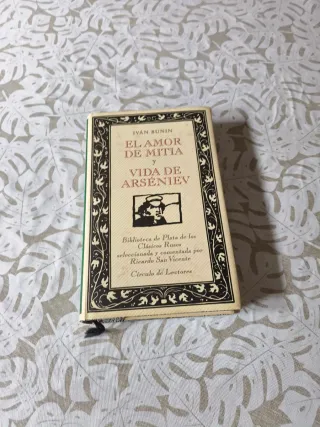 IVÁN BUNIN
EL AMOR
DE MITIA
y
VIDA DE
ARSÉNIEV
Biblioteca de Plata de los
Clásicos Rusos
seleccionada y comentada por
Ricardo San Vicente
Círculo de Lectores